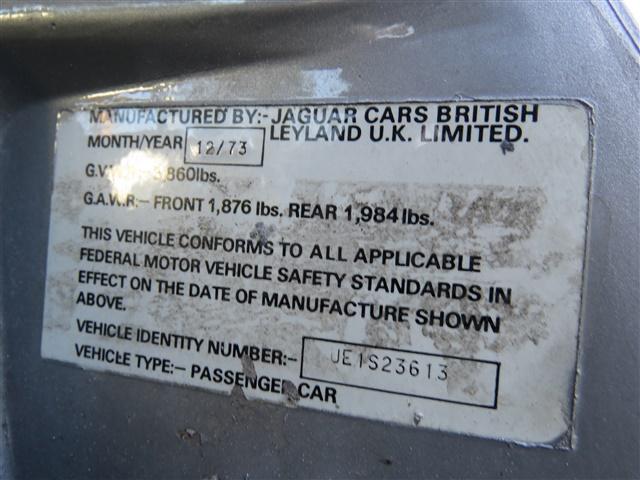 MANUFACTURED BY:- JAGUAR CARS BRITISH
LEYLAND U.K. LIMITED.
MONTH/YEAR 12/73
3,860lbs.
G.A.W.R:- FRONT 1,876 lbs. REAR 1,984 lbs.
THIS VEHICLE CONFORMS TO ALL APPLICABLE
FEDERAL MOTOR VEHICLE SAFETY STANDARDS IN
EFFECT ON THE DATE OF MANUFACTURE SHOWN
ABOVE.
VEHICLE IDENTITY NUMBER:- UE1S23613
VEHICLE TYPE:- PASSENGER CAR